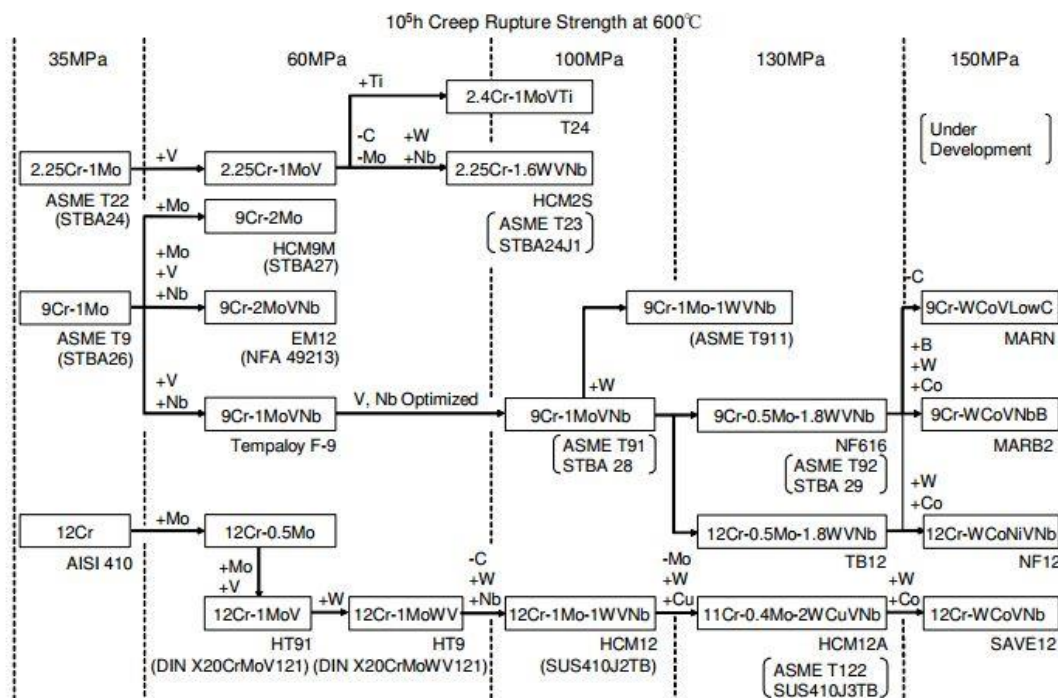 10⁵h Creep Rupture Strength at 600℃
35MPa
60MPa
100MPa
130MPa
150MPa
+Ti
2.4Cr-1MoVTi
T24
Under
Development
-C
+W
-Mo
+Nb
2.25Cr-1Mo
+V
2.25Cr-1MoV
2.25Cr-1.6WVNb
ASME T22
(STBA24)
HCM2S
ASME T23
STBA24J1
+Mo
9Cr-2Mo
HCM9M
(STBA27)
+Mo
+V
+Nb
9Cr-1Mo
9Cr-2MoVNb
ASME T9
(STBA26)
EM12
(NFA 49213)
9Cr-1Mo-1WVNb
(ASME T911)
-C
9Cr-WCoVLowC
MARN
+B
+W
+Co
+V
+Nb
9Cr-1MoVNb
Tempaloy F-9
V, Nb Optimized
+W
9Cr-1MoVNb
ASME T91
STBA 28
9Cr-0.5Mo-1.8WVNb
NF616
ASME T92
STBA 29
9Cr-WCoVNbB
MARB2
+W
+Co
12Cr
+Mo
12Cr-0.5Mo
AISI 410
12Cr-0.5Mo-1.8WVNb
TB12
12Cr-WCoNiVNb
NF12
+Mo
+V
12Cr-1MoV
+W
12Cr-1MoWV
-C
+W
+Nb
12Cr-1Mo-1WVNb
-Mo
+W
+Cu
11Cr-0.4Mo-2WCuVNb
+W
+Co
12Cr-WCoVNb
HT91
(DIN X20CrMoV121)
HT9
(DIN X20CrMoWV121)
HCM12
(SUS410J2TB)
HCM12A
ASME T122
SUS410J3TB
SAVE12